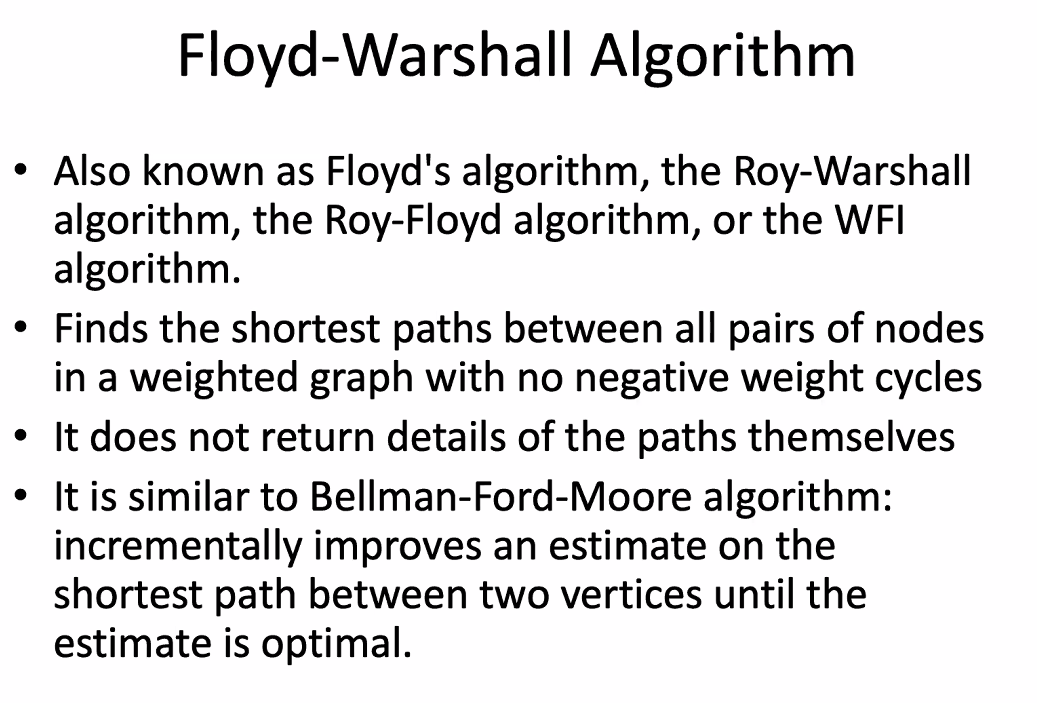 Floyd-Warshall Algorithm
• Also known as Floyd's algorithm, the Roy-Warshall
algorithm, the Roy-Floyd algorithm, or the WFI
algorithm.
• Finds the shortest paths between all pairs of nodes
in a weighted graph with no negative weight cycles
• It does not return details of the paths themselves
• It is similar to Bellman-Ford-Moore algorithm:
incrementally improves an estimate on the
shortest path between two vertices until the
estimate is optimal.